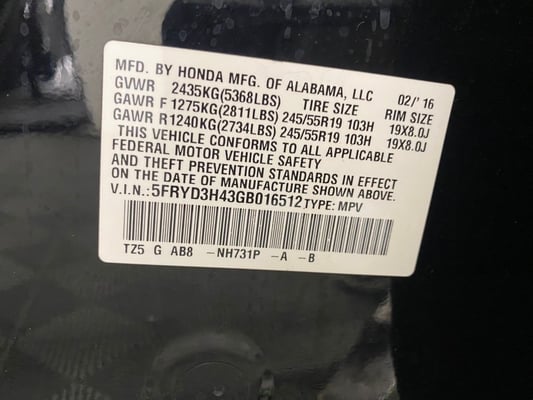 MFD. BY HONDA MFG. OF ALABAMA, LLC 02/'16
GVWR 2435KG(5368LBS) TIRE SIZE RIM SIZE
GAWR F 1275KG(2811LBS) 245/55R19 103H 19X8.0J
GAWR R 1240KG(2734LBS) 245/55R19 103H 19X8.0J
THIS VEHICLE CONFORMS TO ALL APPLICABLE
FEDERAL MOTOR VEHICLE SAFETY
AND THEFT PREVENTION STANDARDS IN EFFECT
ON THE DATE OF MANUFACTURE SHOWN ABOVE.
V.I.N.:5FRYD3H43GB016512 TYPE: MPV
TZ5 G AB8 -NH731P -A -B